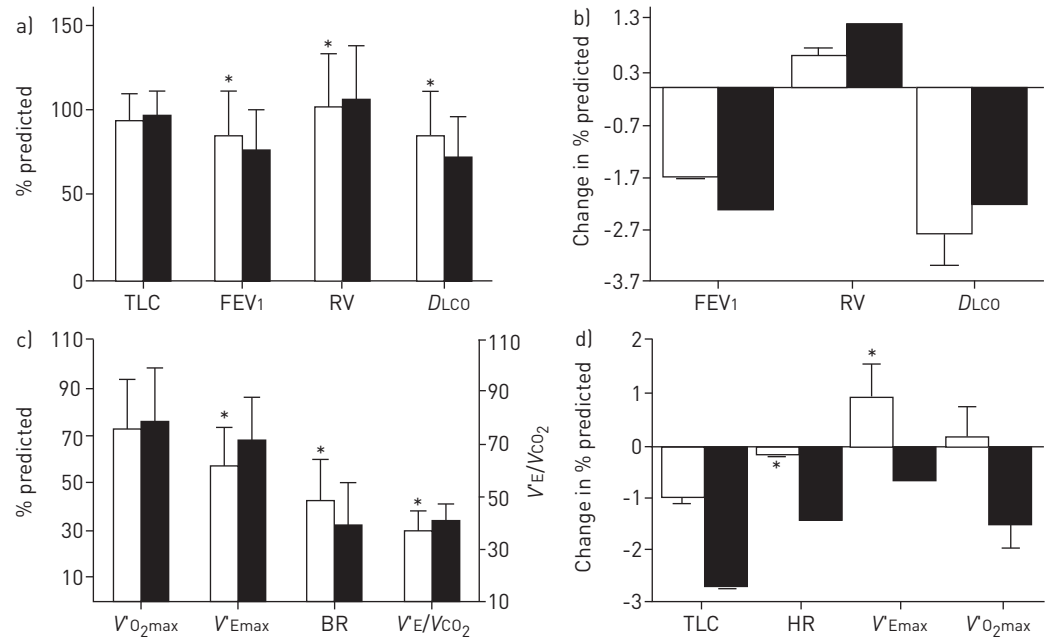 a)
% predicted
150
100
50
0
* * *
TLC FEV1 RV DLCO
b)
Change in % predicted
1.3
0.3
-0.7
-1.7
-2.7
-3.7
FEV1 RV DLCO
c)
% predicted
110
90
70
50
30
10
* * *
V'O2max V'Emax BR V'E/VCO2
110
90
70
50
30
10
V'E/VCO2
d)
Change in % predicted
2
1
0
-1
-2
-3
* *
TLC HR V'Emax V'O2max